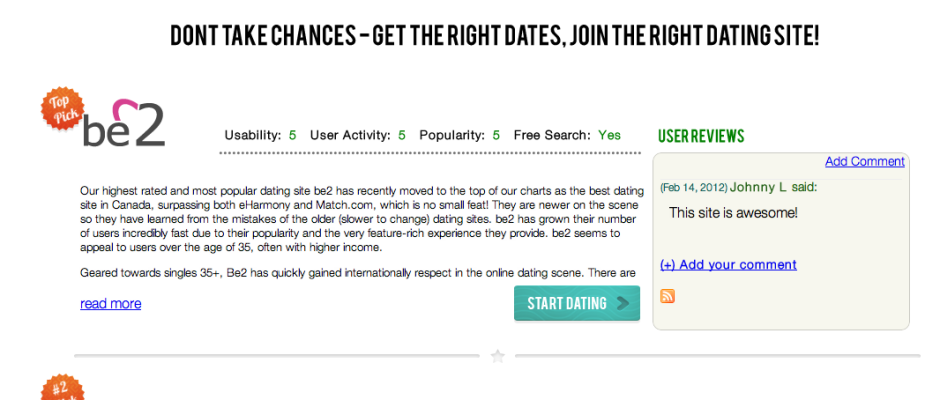 DONT TAKE CHANCES – GET THE RIGHT DATES, JOIN THE RIGHT DATING SITE!
Top
Pick
be2
Usability: 5 User Activity: 5 Popularity: 5 Free Search: Yes
Our highest rated and most popular dating site be2 has recently moved to the top of our charts as the best dating
site in Canada, surpassing both eHarmony and Match.com, which is no small feat! They are newer on the scene
so they have learned from the mistakes of the older (slower to change) dating sites. be2 has grown their number
of users incredibly fast due to their popularity and the very feature-rich experience they provide. be2 seems to
appeal to users over the age of 35, often with higher income.
Geared towards singles 35+, Be2 has quickly gained internationally respect in the online dating scene. There are
read more
START DATING
USER REVIEWS
Add Comment
(Feb 14, 2012) Johnny L said:
This site is awesome!
(+) Add your comment
#2